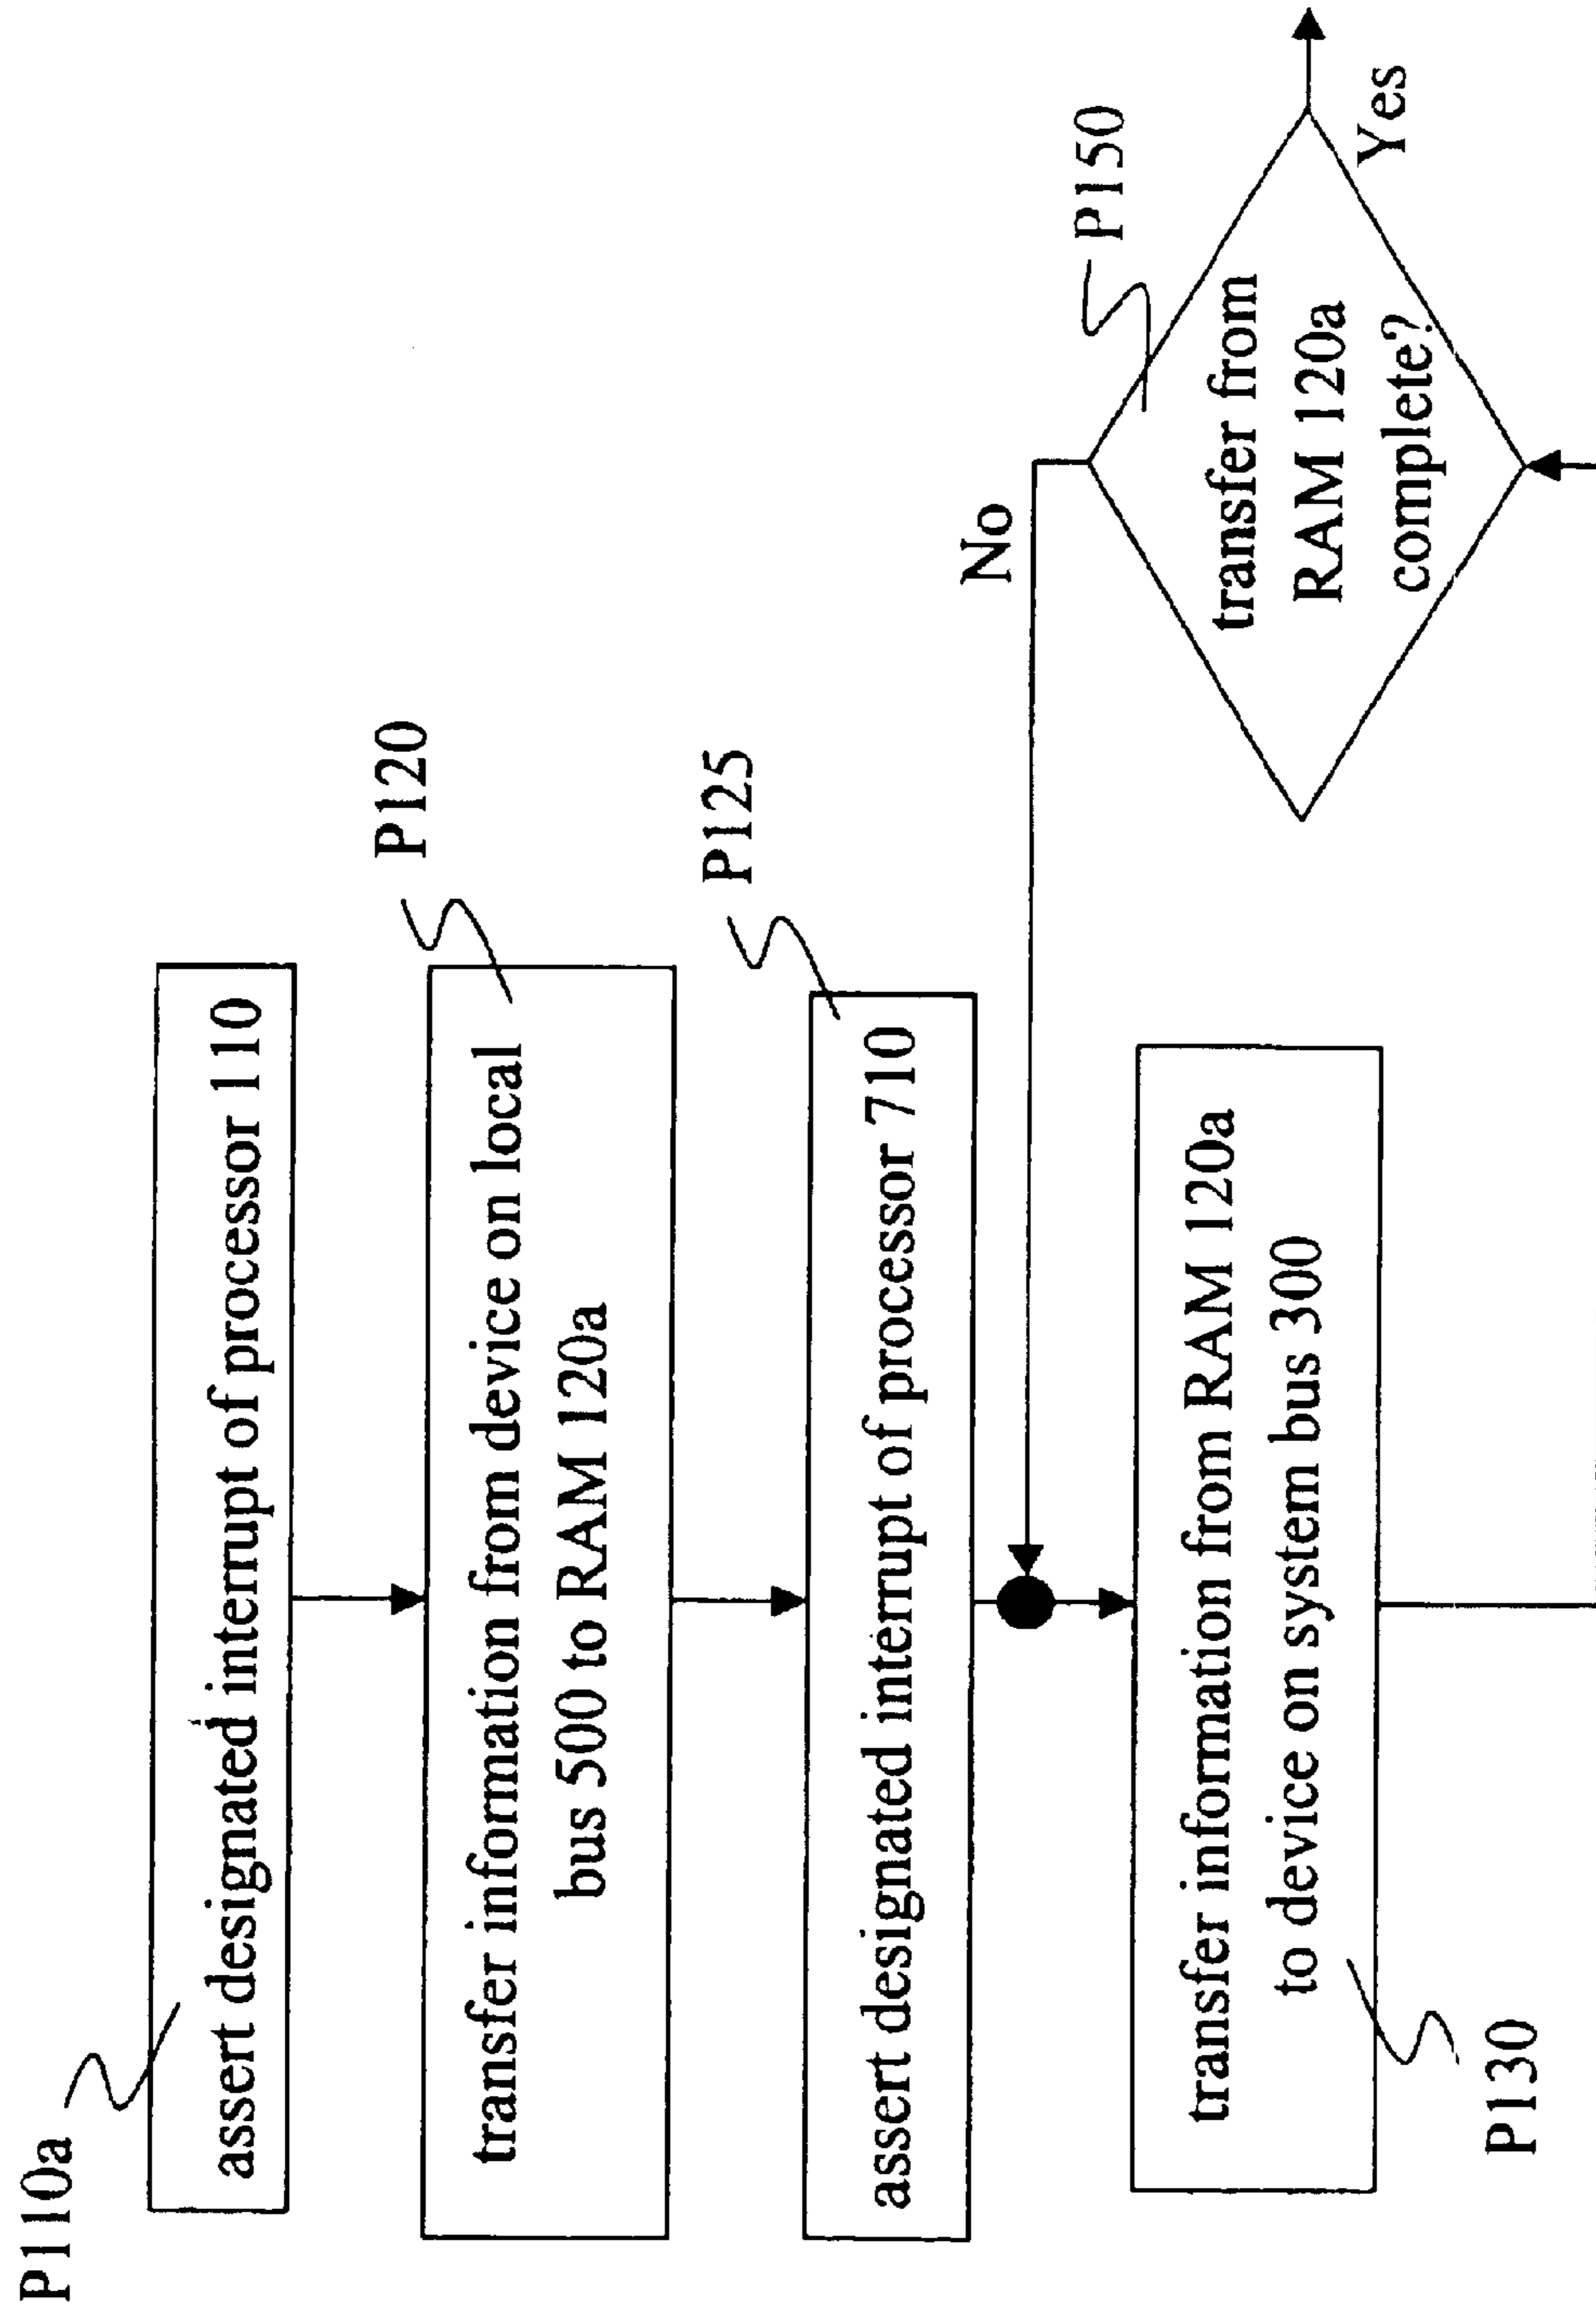 P110a
assert designated interrupt of processor 110
P120
transfer information from device on local
bus 500 to RAM 120a
P125
assert designated interrupt of processor 710
No
P150
transfer from
RAM 120a
complete?
Yes
transfer information from RAM 120a
to device on system bus 300
P130